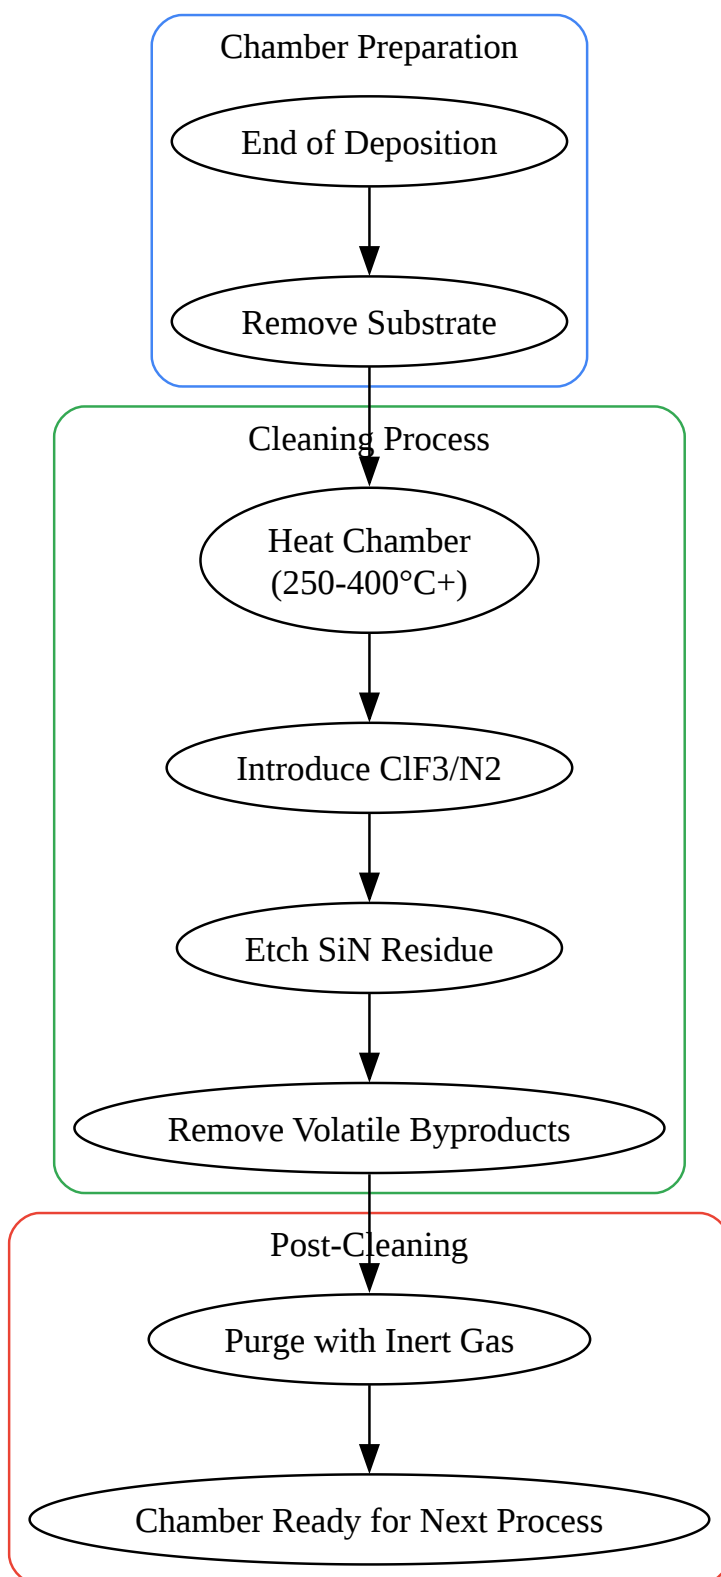 Chamber Preparation
End of Deposition
Remove Substrate
Cleaning Process
Heat Chamber
(250-400°C+)
Introduce ClF3/N2
Etch SiN Residue
Remove Volatile Byproducts
Post-Cleaning
Purge with Inert Gas
Chamber Ready for Next Process